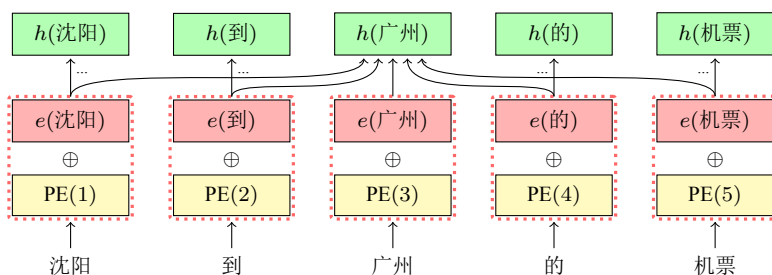 h(沈阳) h(到) h(广州) h(的) h(机票)
... ... ... ...
e(沈阳) e(到) e(广州) e(的) e(机票)
⊕ ⊕ ⊕ ⊕ ⊕
PE(1) PE(2) PE(3) PE(4) PE(5)
沈阳 到 广州 的 机票